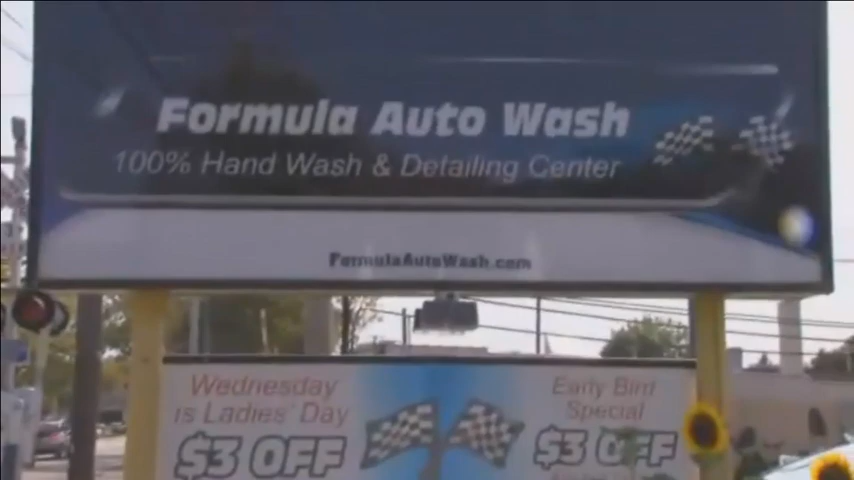 Formula Auto Wash
100% Hand Wash & Detailing Center
FormulaAutoWash.com
Wednesday
is Ladies' Day
$3 OFF
Early Bird
Special
$3 OFF